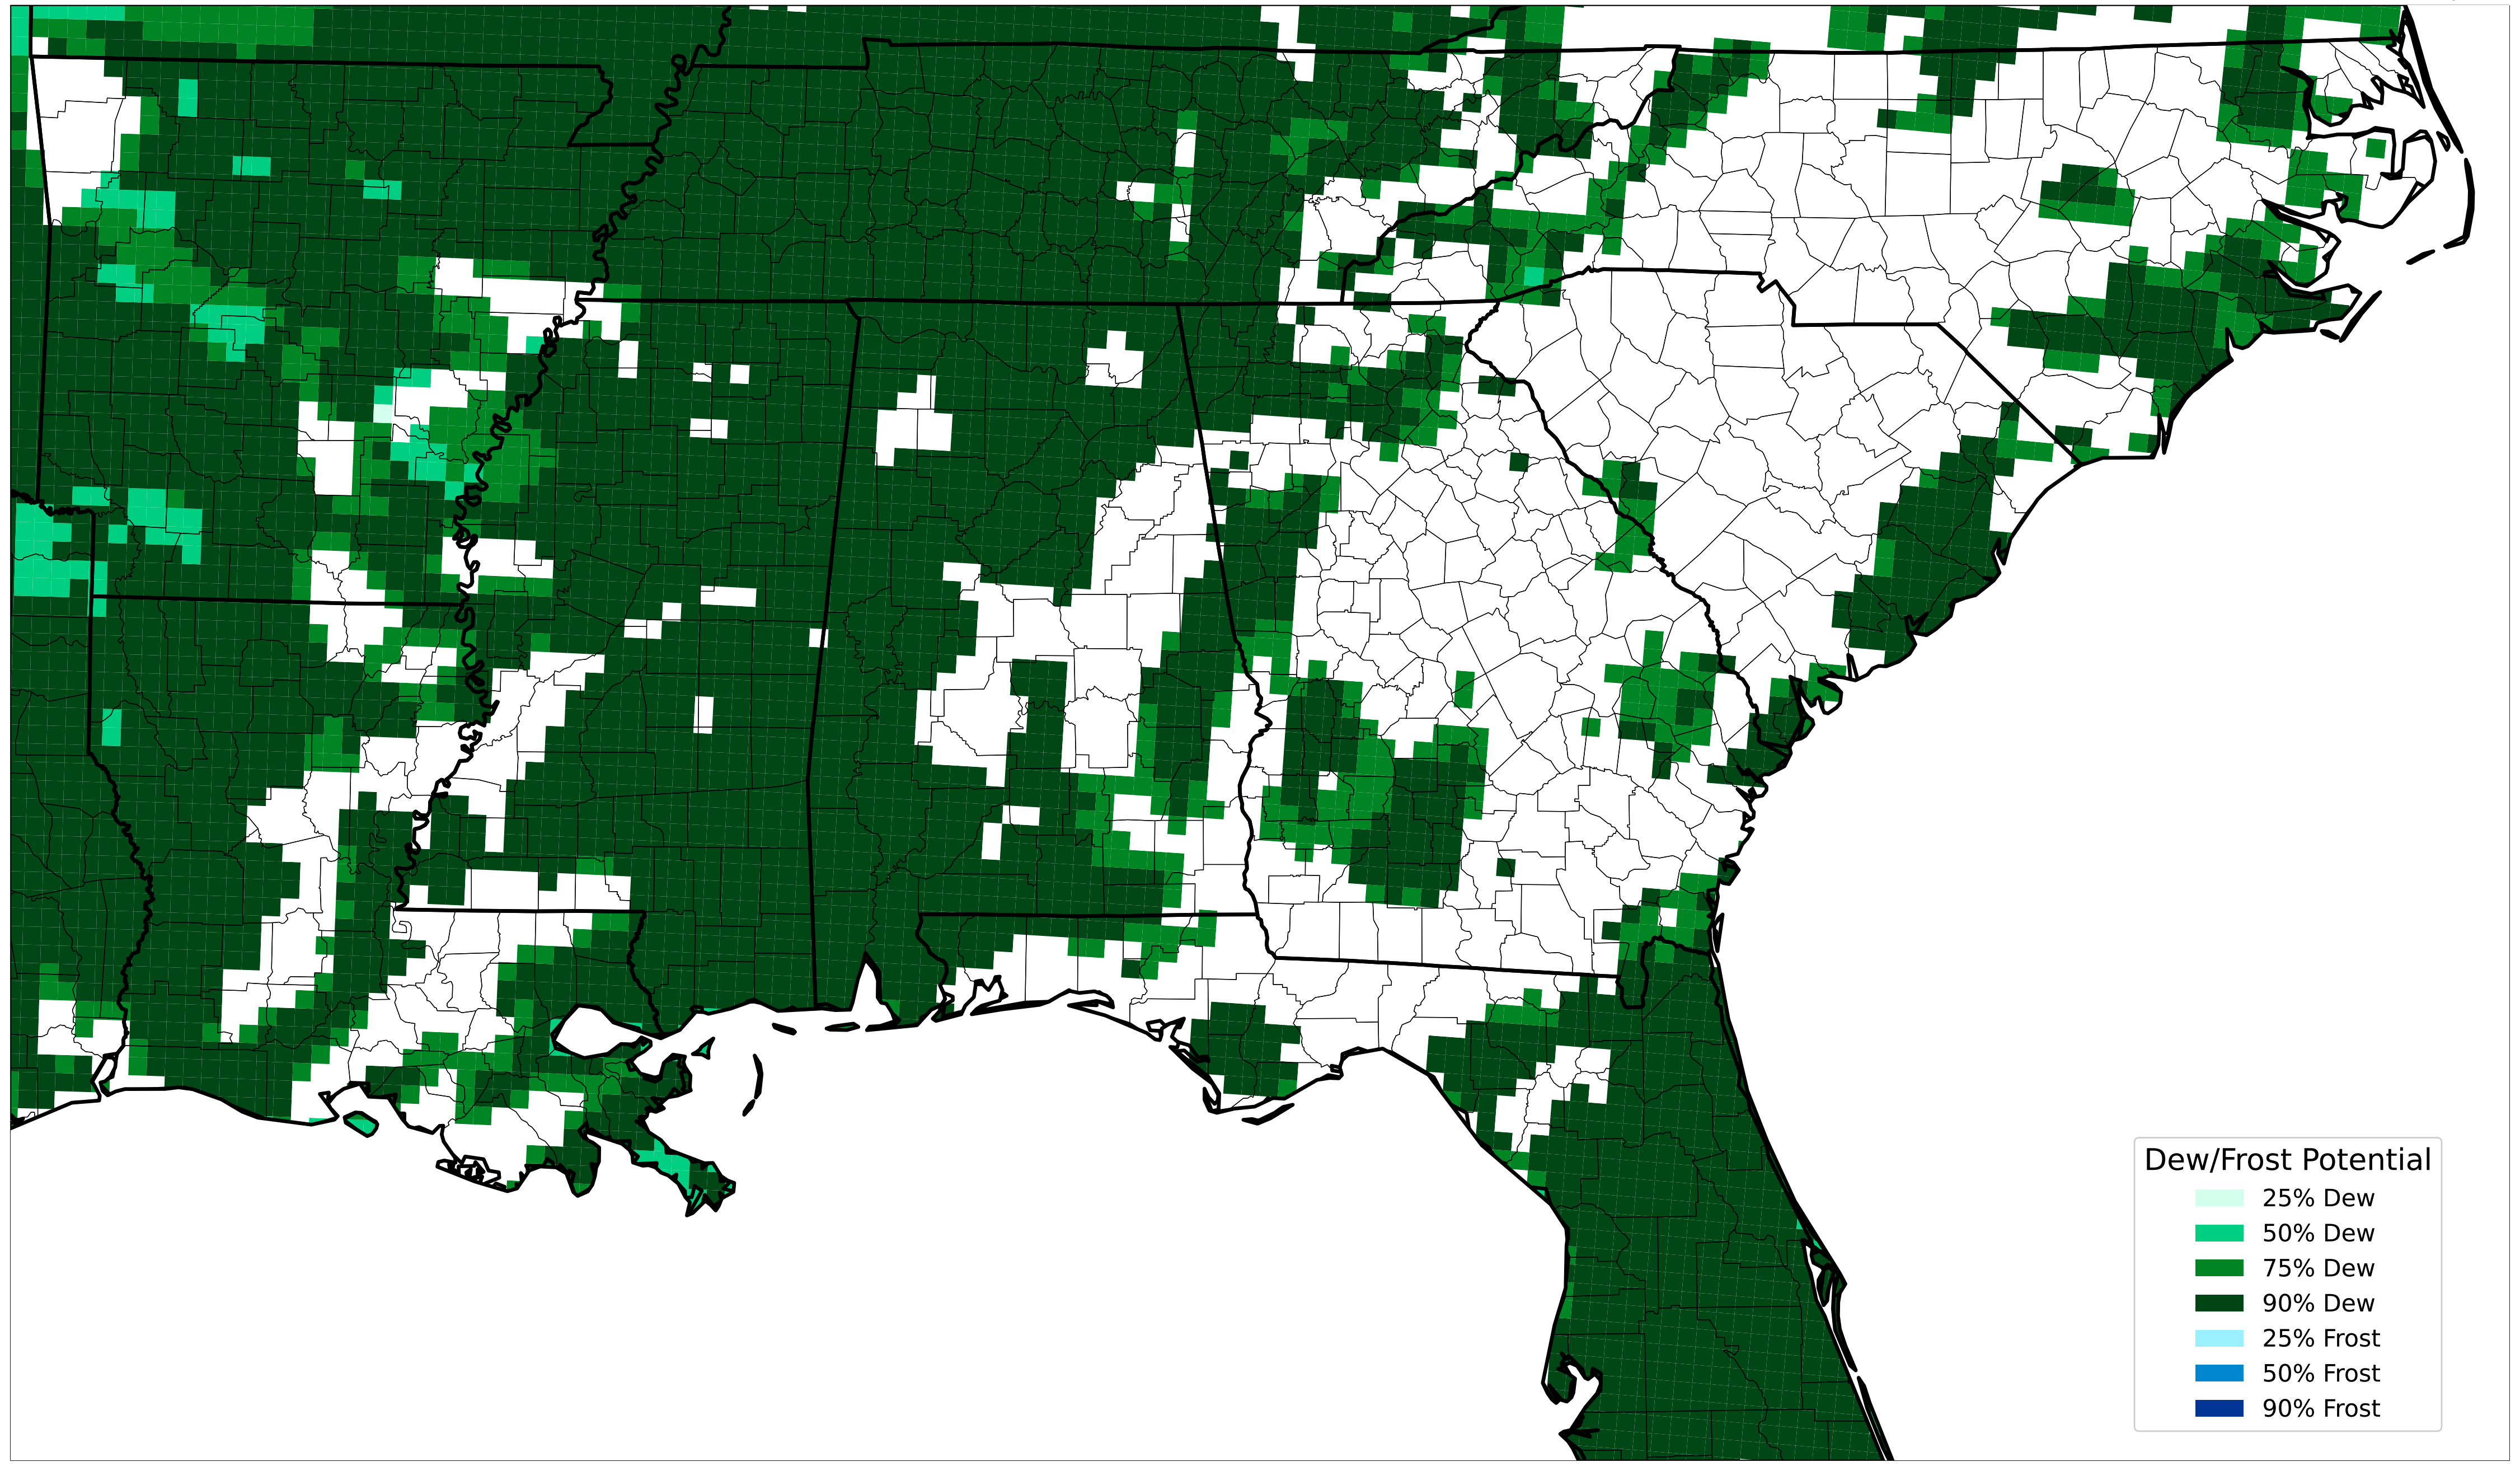 Dew/Frost Potential
25% Dew
50% Dew
75% Dew
90% Dew
25% Frost
50% Frost
90% Frost